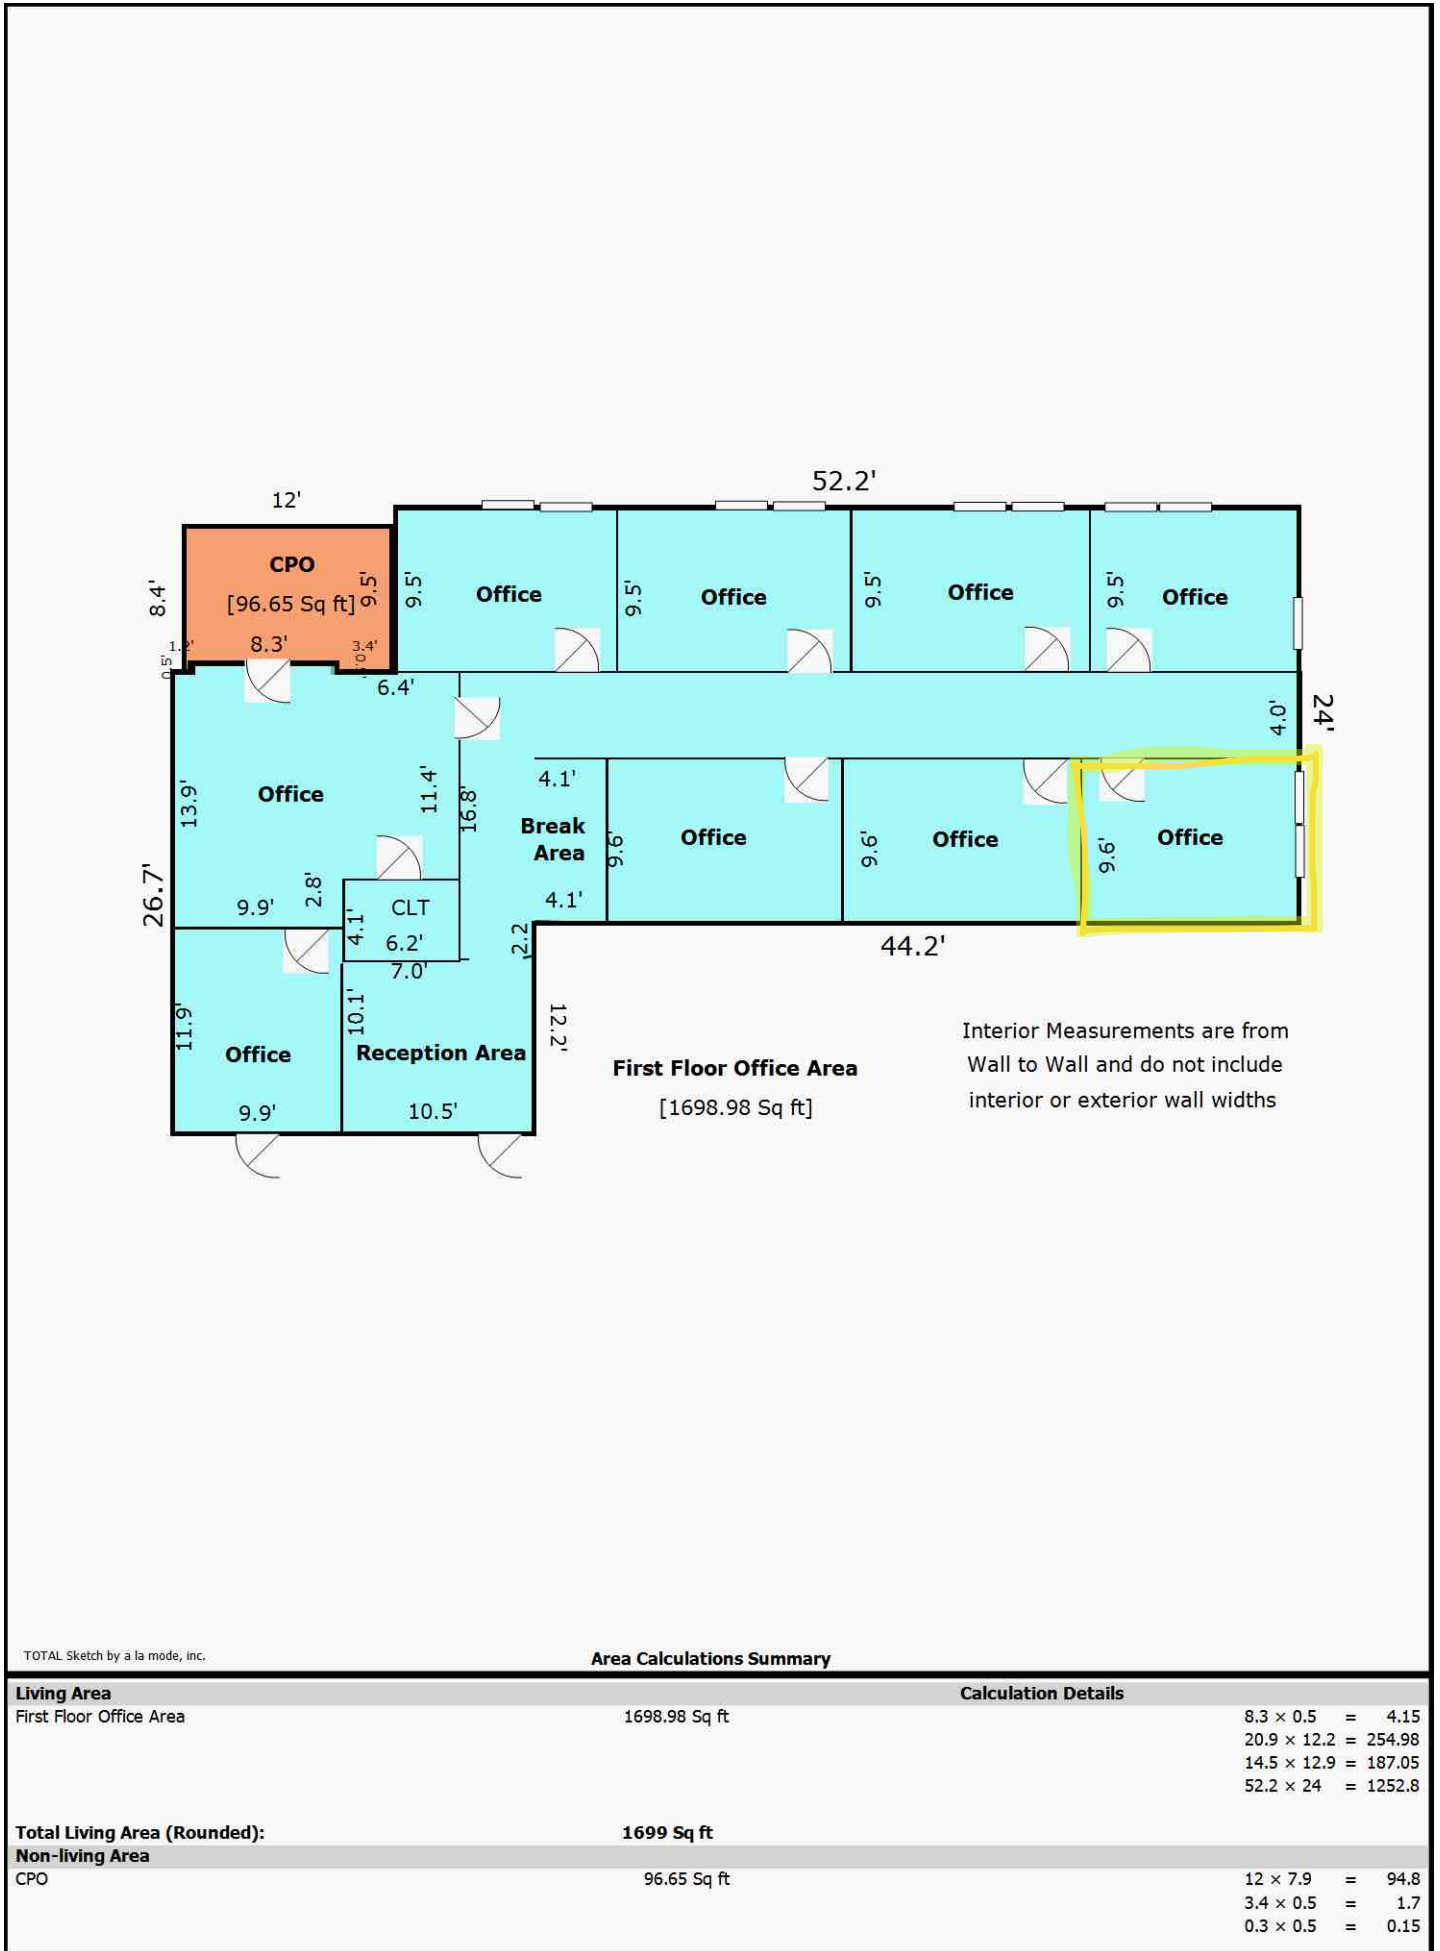 52.2'
12'
CPO
[96.65 Sq ft]
8.4'
9.5'
9.5'
Office
9.5'
Office
9.5'
Office
9.5'
Office
1.2'
8.3'
3.4'
0.5'
6.4'
4.0'
24'
13.9'
Office
11.4'
16.8'
4.1'
Break
Area
4.1'
9.6'
Office
9.6'
Office
9.6'
Office
26.7'
9.9'
2.8'
4.1'
CLT
6.2'
7.0'
2.2
44.2'
11.9'
Office
9.9'
10.1'
Reception Area
10.5'
12.2'
First Floor Office Area
[1698.98 Sq ft]
Interior Measurements are from
Wall to Wall and do not include
interior or exterior wall widths
TOTAL Sketch by a la mode, inc.
Area Calculations Summary
Living Area Calculation Details
First Floor Office Area 1698.98 Sq ft 8.3 × 0.5 = 4.15
20.9 × 12.2 = 254.98
14.5 × 12.9 = 187.05
52.2 × 24 = 1252.8
Total Living Area (Rounded): 1699 Sq ft
Non-living Area
CPO 96.65 Sq ft 12 × 7.9 = 94.8
3.4 × 0.5 = 1.7
0.3 × 0.5 = 0.15